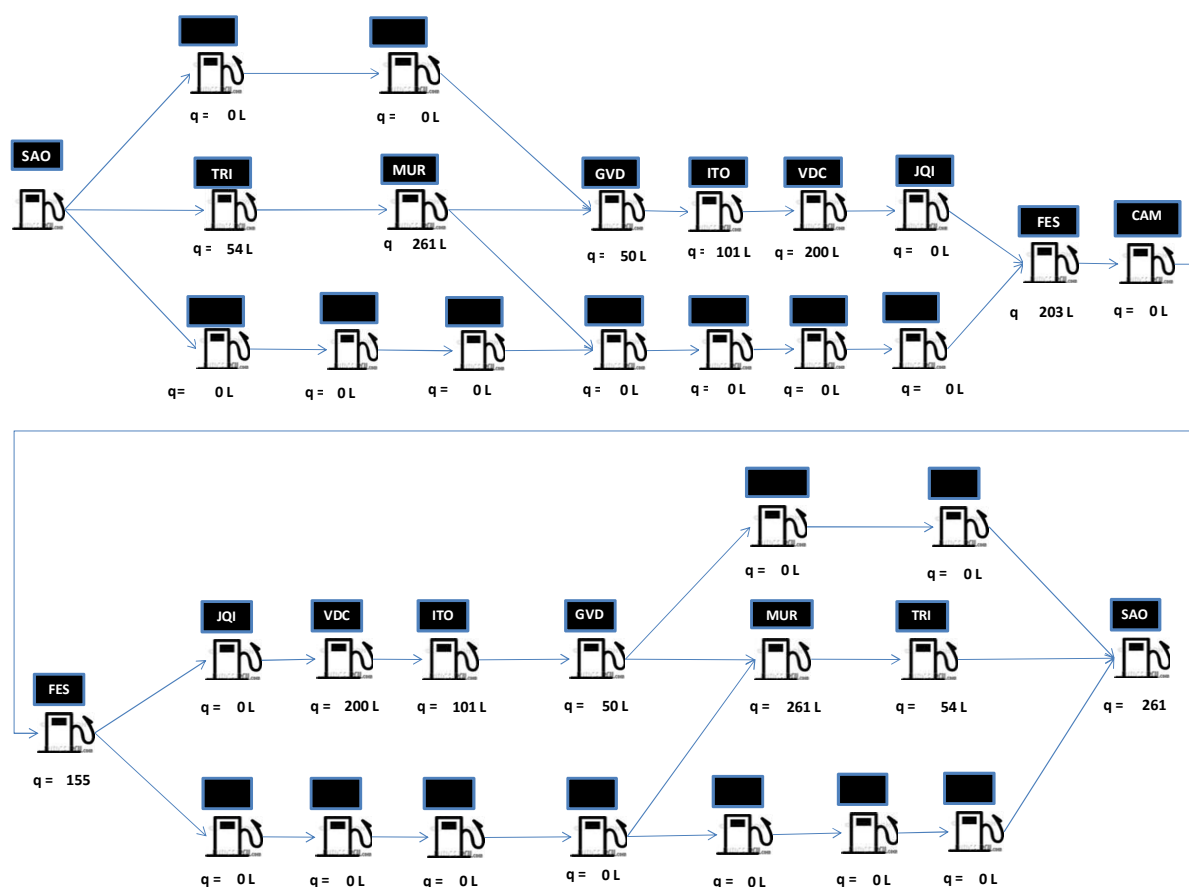 SAO
q = 0 L
q = 0 L
TRI
MUR
GVD
ITO
VDC
JQI
FES
CAM
q = 54 L
q 261 L
q = 50 L
q = 101 L
q = 200 L
q = 0 L
q 203 L
q = 0 L
q= 0 L
q = 0 L
q = 0 L
q = 0 L
q = 0 L
q = 0 L
q = 0 L
q = 0 L
q = 0 L
JQI
VDC
ITO
GVD
MUR
TRI
SAO
FES
q = 0 L
q = 200 L
q = 101 L
q = 50 L
q = 261 L
q = 54 L
q = 261
q = 155
q = 0 L
q = 0 L
q = 0 L
q = 0 L
q = 0 L
q = 0 L
q = 0 L